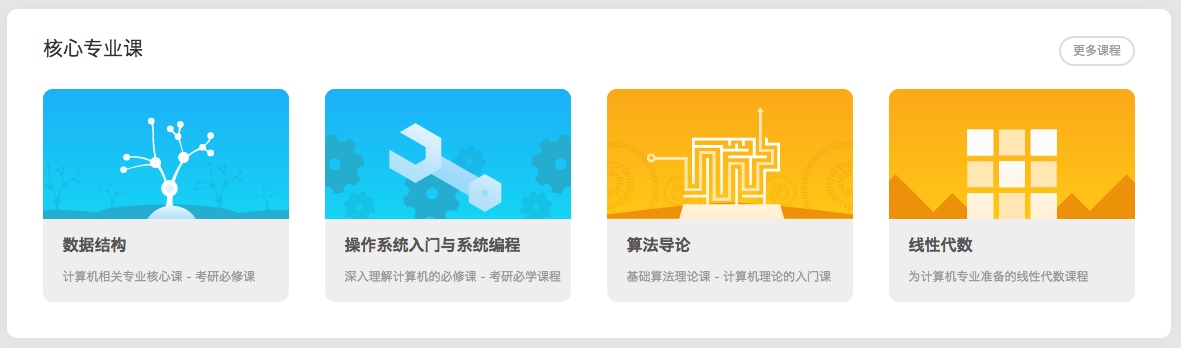 核心专业课
更多课程
数据结构
计算机相关专业核心课 - 考研必修课
操作系统入门与系统编程
深入理解计算机的必修课 - 考研必学课程
算法导论
基础算法理论课 - 计算机理论的入门课
线性代数
为计算机专业准备的线性代数课程